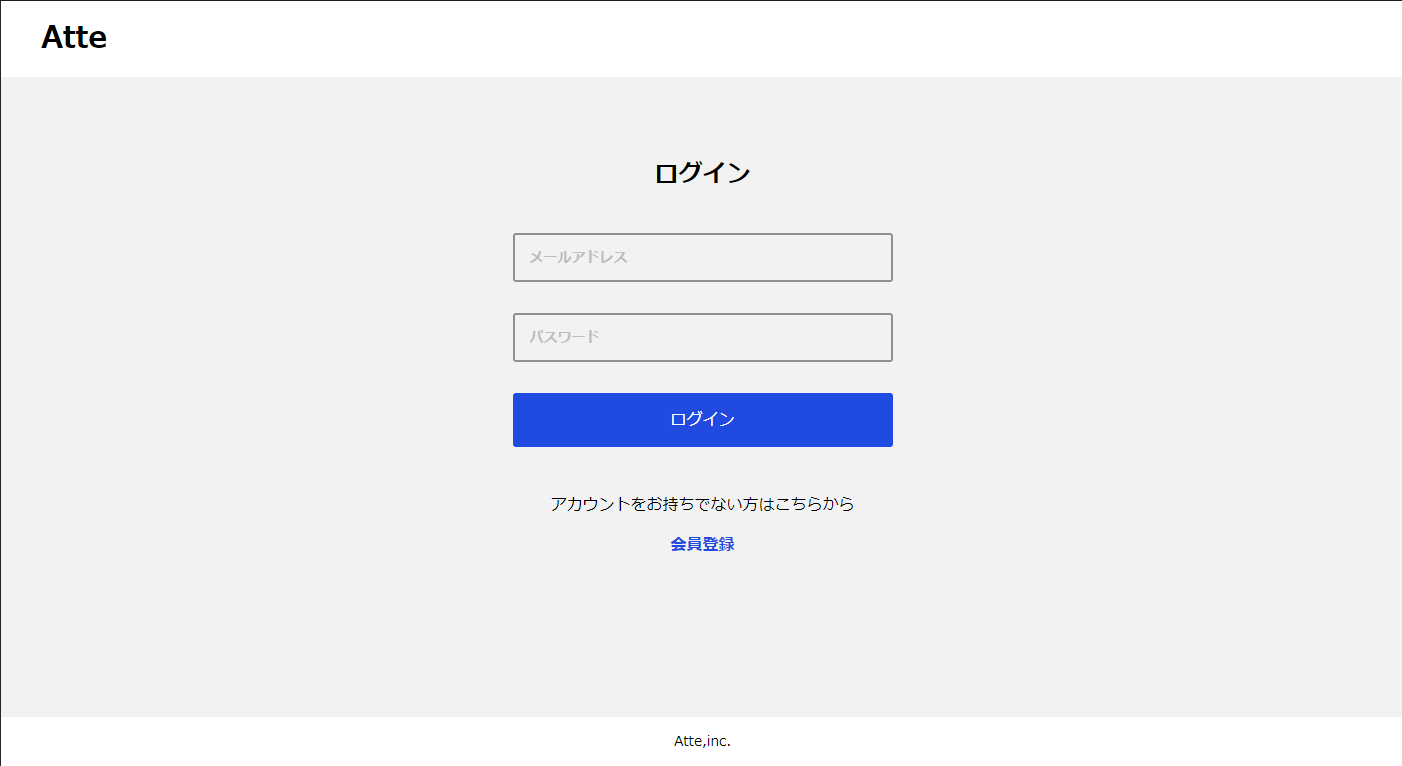 Atte
ログイン
メールアドレス
パスワード
ログイン
アカウントをお持ちでない方はこちらから
会員登録
Atte,inc.